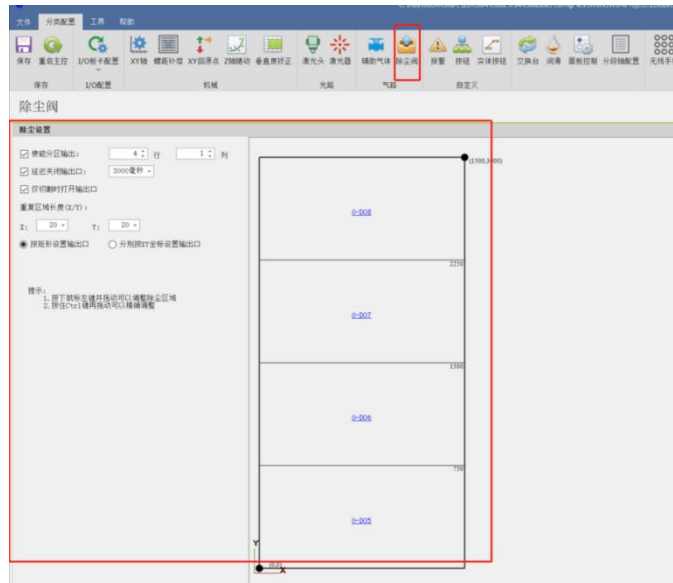 文件 分类配置 工具 帮助
保存 重启主控 I/O板卡配置 XY轴 螺距补偿 XY回原点 Z轴随动 垂直度矫正 激光头 激光器 辅助气体 除尘阀 报警 按钮 实体按钮 交换台 润滑 面板控制 分段轴配置 无线手
保存 I/O配置 机械 光路 气路 自定义
除尘阀
除尘设置
使能分区输出: 4 行 1 列
延迟关闭输出口: 3000毫秒
仅切割时打开输出口
重复区域长度(X/Y):
X: 20 Y: 20
按矩形设置输出口 分别按XY坐标设置输出口
提示:
1. 按下鼠标左键并拖动可以调整除尘区域
2. 按住Ctrl键再拖动可以精确调整
0-DO8
2250
0-DO7
1500
0-DO6
750
0-DO5
Y
X